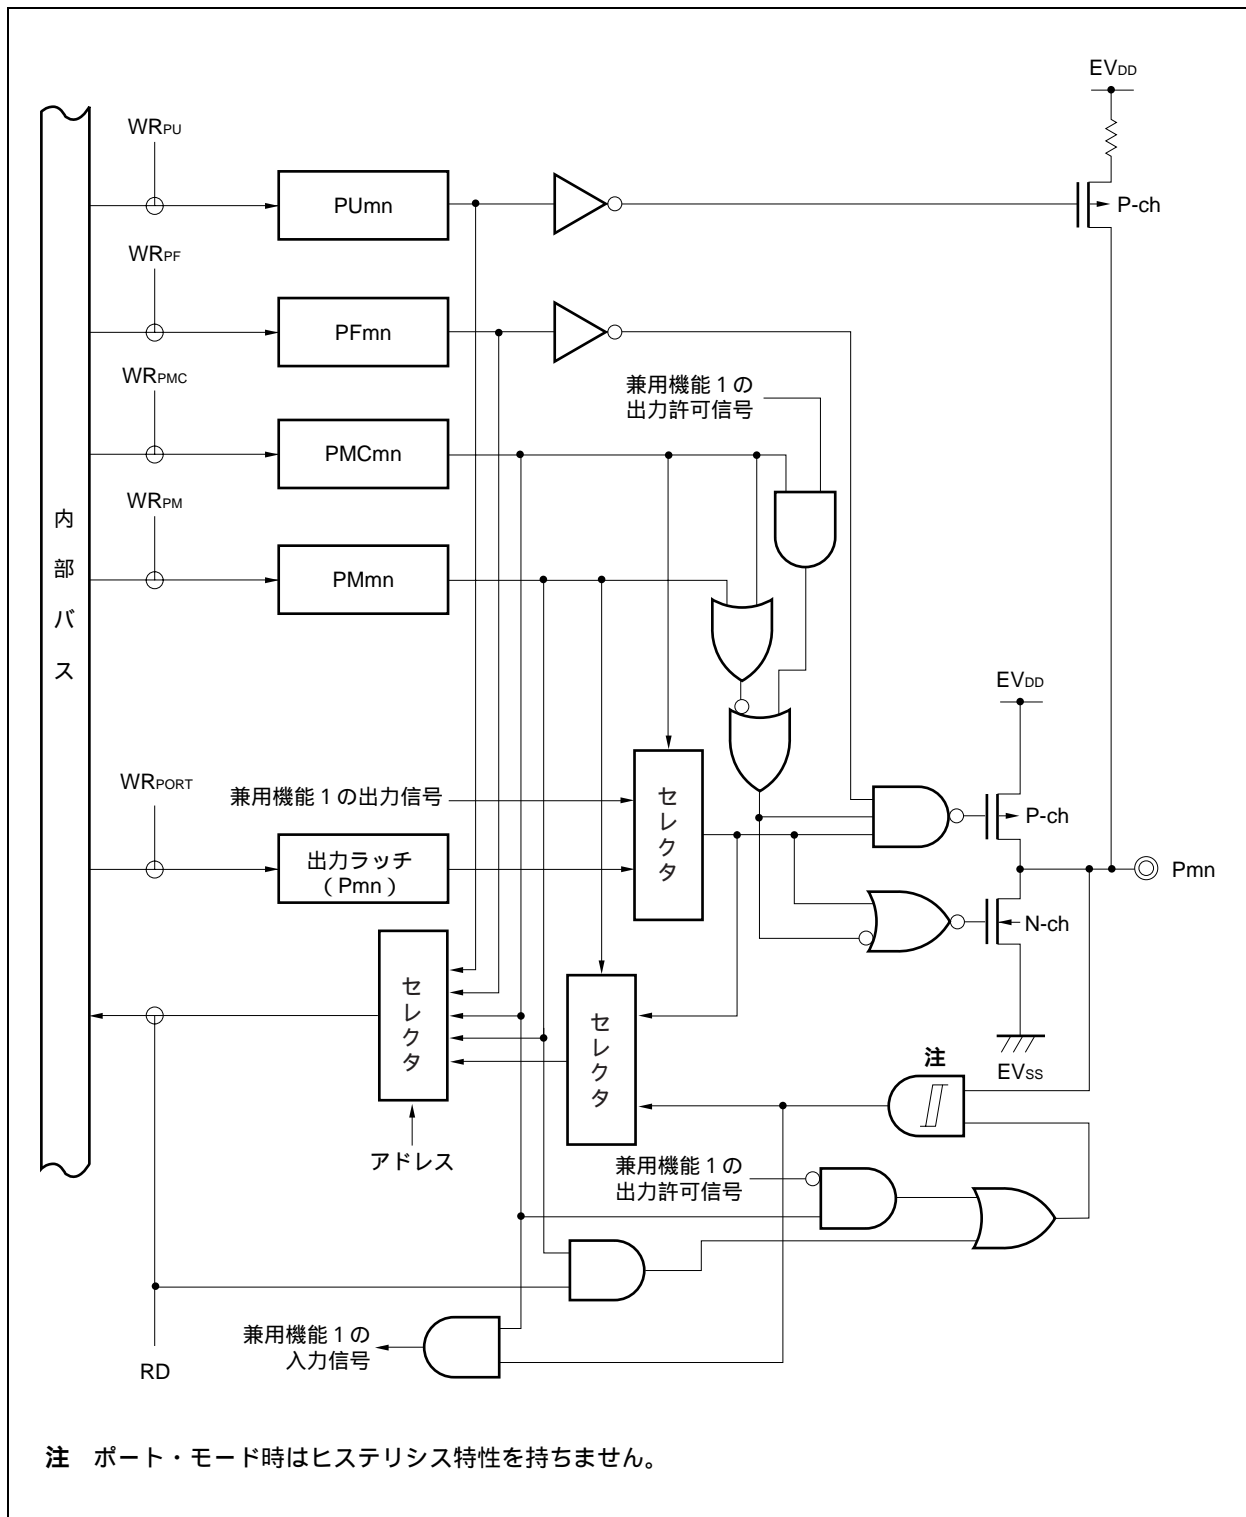 EVDD
WRPU
PUmn
P-ch
WRPF
PFmn
WRPMC
兼用機能1の
出力許可信号
PMCmn
WRPM
内部バス
PMmn
EVDD
WRPORT
兼用機能1の出力信号
セレクタ
P-ch
出力ラッチ
(Pmn)
Pmn
N-ch
セレクタ
セレクタ
注
EVSS
アドレス
兼用機能1の
出力許可信号
兼用機能1の
入力信号
RD
注 ポート・モード時はヒステリシス特性を持ちません。